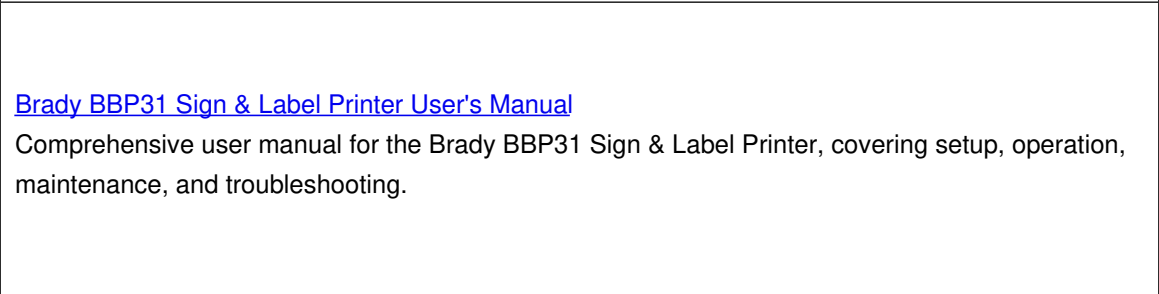 Brady BBP31 Sign & Label Printer User's Manual
Comprehensive user manual for the Brady BBP31 Sign & Label Printer, covering setup, operation,
maintenance, and troubleshooting.